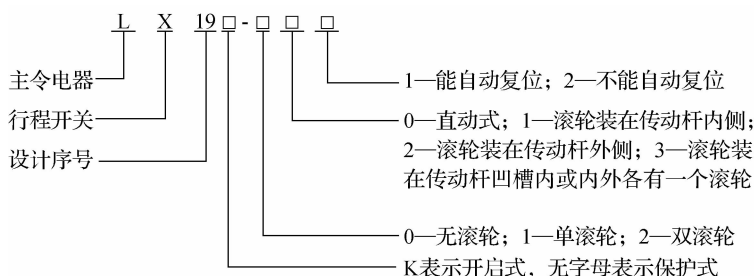 L X 19 □ - □ □ □
主令电器
1—能自动复位；2—不能自动复位
行程开关
0—直动式；1—滚轮装在传动杆内侧；
设计序号
2—滚轮装在传动杆外侧；3—滚轮装
在传动杆凹槽内或内外各有一个滚轮
0—无滚轮；1—单滚轮；2—双滚轮
K表示开启式，无字母表示保护式